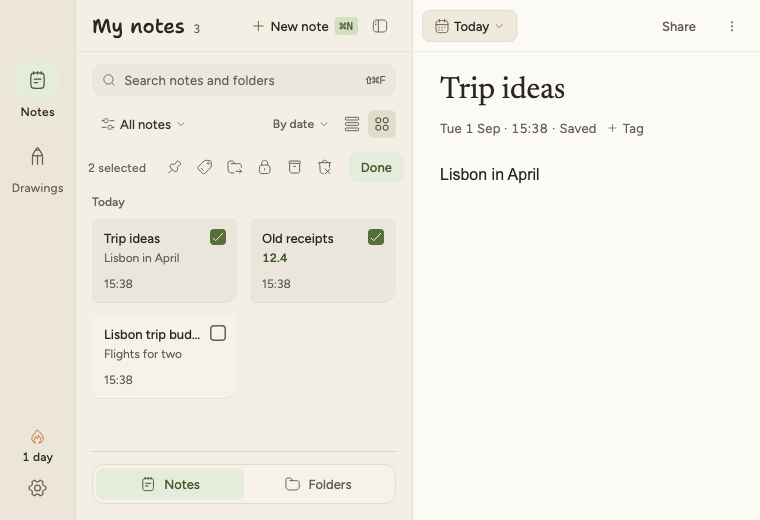 Notes
Drawings
1 day
My notes 3
New note ⌘N
Search notes and folders ⇧⌘F
All notes
By date
2 selected
Done
Today
Trip ideas
Lisbon in April
15:38
Old receipts
12.4
15:38
Lisbon trip bud...
Flights for two
15:38
Notes
Folders
Today
Share
Trip ideas
Tue 1 Sep · 15:38 · Saved + Tag
Lisbon in April